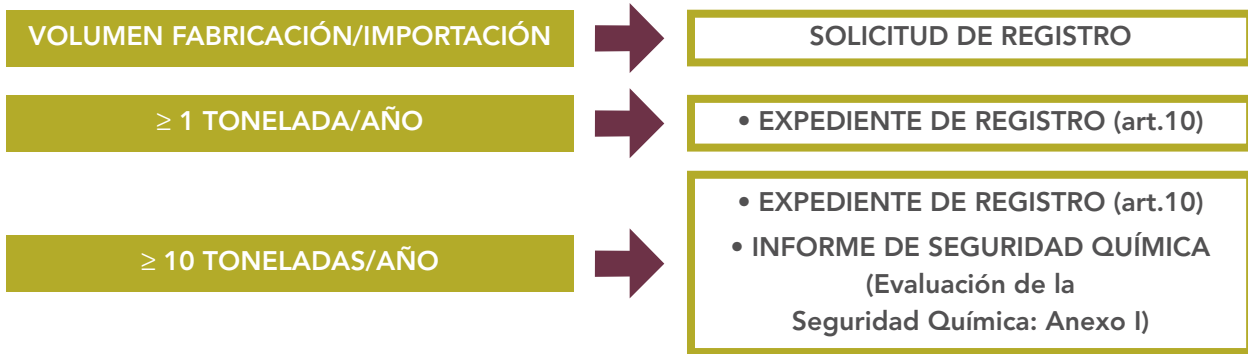 VOLUMEN FABRICACIÓN/IMPORTACIÓN
SOLICITUD DE REGISTRO
≥ 1 TONELADA/AÑO
• EXPEDIENTE DE REGISTRO (art.10)
≥ 10 TONELADAS/AÑO
• EXPEDIENTE DE REGISTRO (art.10)
• INFORME DE SEGURIDAD QUÍMICA
(Evaluación de la
Seguridad Química: Anexo I)